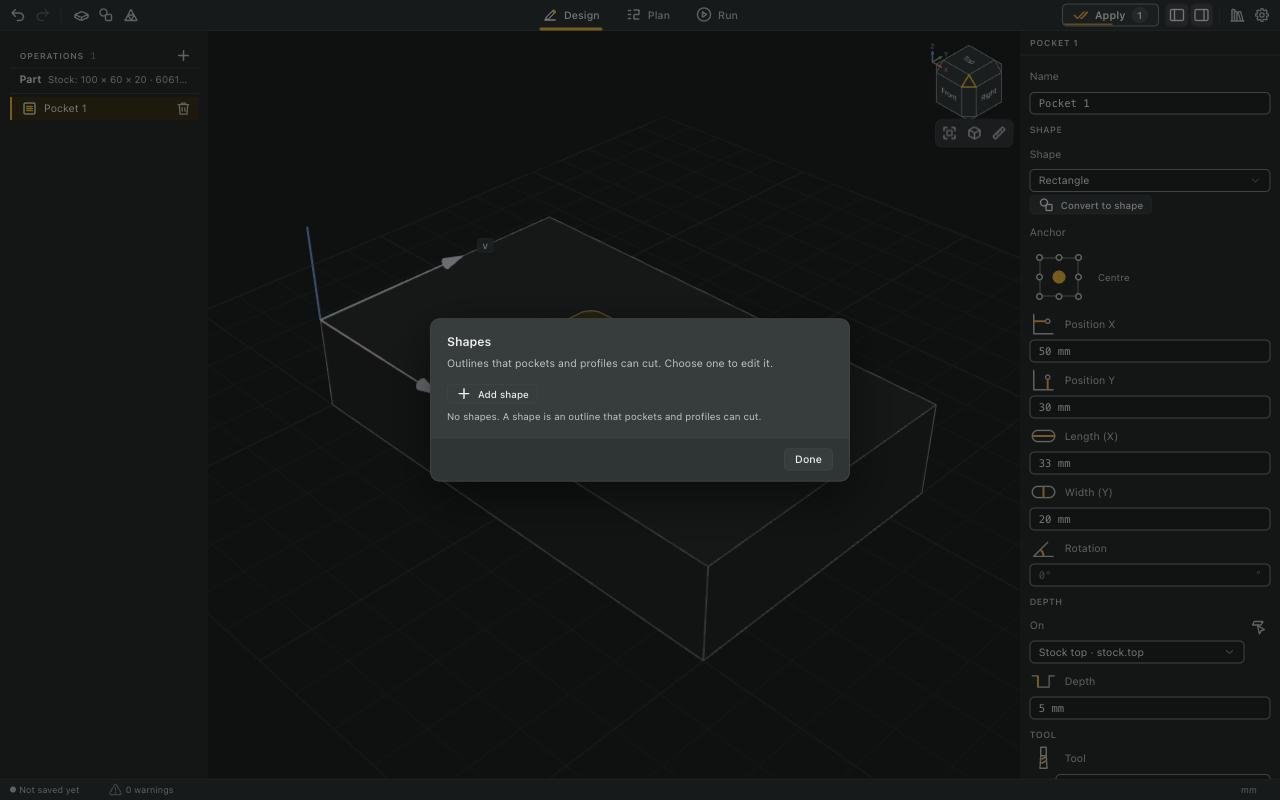 Design
Plan
Run
Apply 1
OPERATIONS 1
Part Stock: 100 × 60 × 20 · 6061...
Pocket 1
Z
Y
X
Top
Front
Right
v
Shapes
Outlines that pockets and profiles can cut. Choose one to edit it.
Add shape
No shapes. A shape is an outline that pockets and profiles can cut.
Done
POCKET 1
Name
Pocket 1
SHAPE
Shape
Rectangle
Convert to shape
Anchor
Centre
Position X
50 mm
Position Y
30 mm
Length (X)
33 mm
Width (Y)
20 mm
Rotation
0° °
DEPTH
On
Stock top · stock.top
Depth
5 mm
TOOL
Tool
Not saved yet
0 warnings
mm